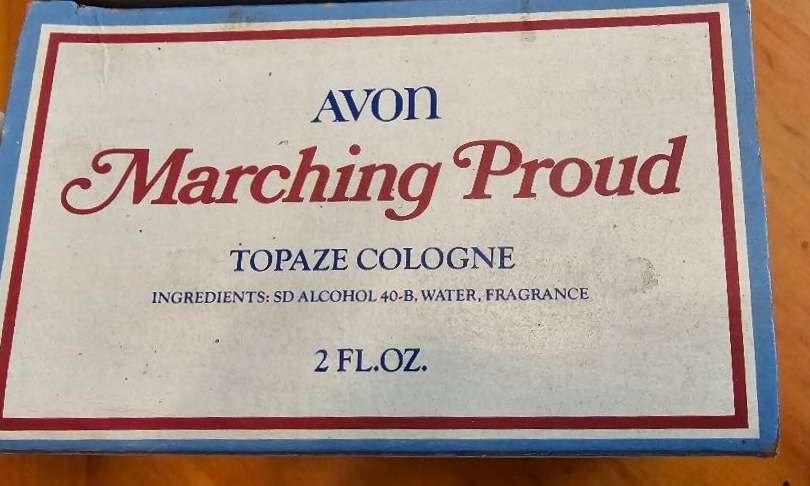 AVON
Marching Proud
TOPAZE COLOGNE
INGREDIENTS: SD ALCOHOL 40-B, WATER, FRAGRANCE
2 FL.OZ.